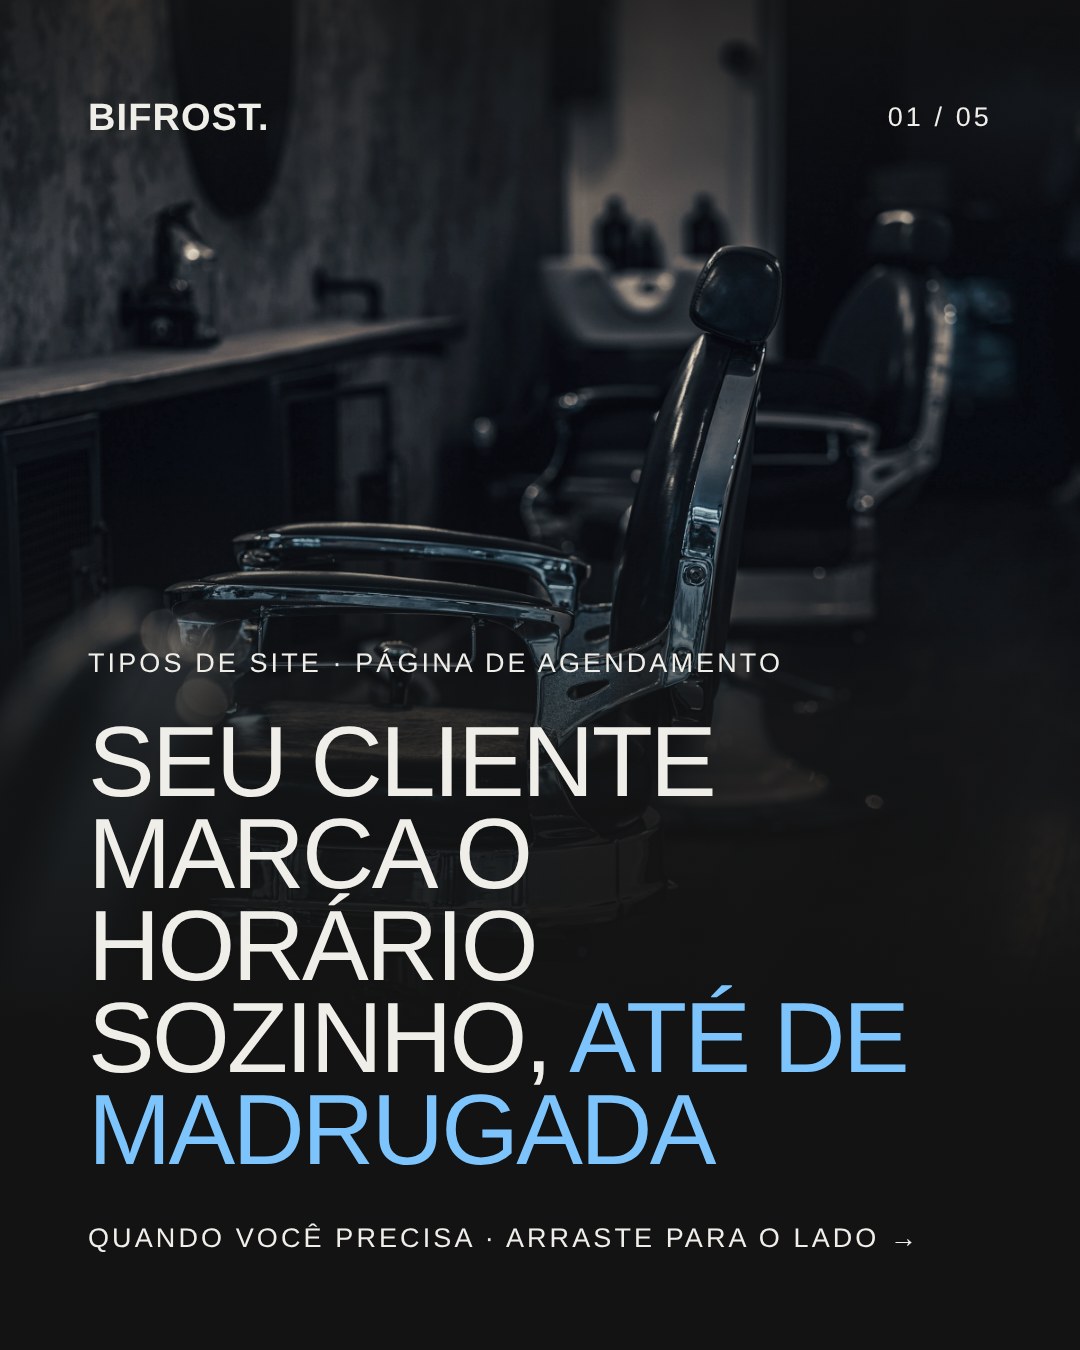 BIFROST.
01 / 05
TIPOS DE SITE · PÁGINA DE AGENDAMENTO
SEU CLIENTE
MARCA O
HORÁRIO
SOZINHO, ATÉ DE
MADRUGADA
QUANDO VOCÊ PRECISA · ARRASTE PARA O LADO →